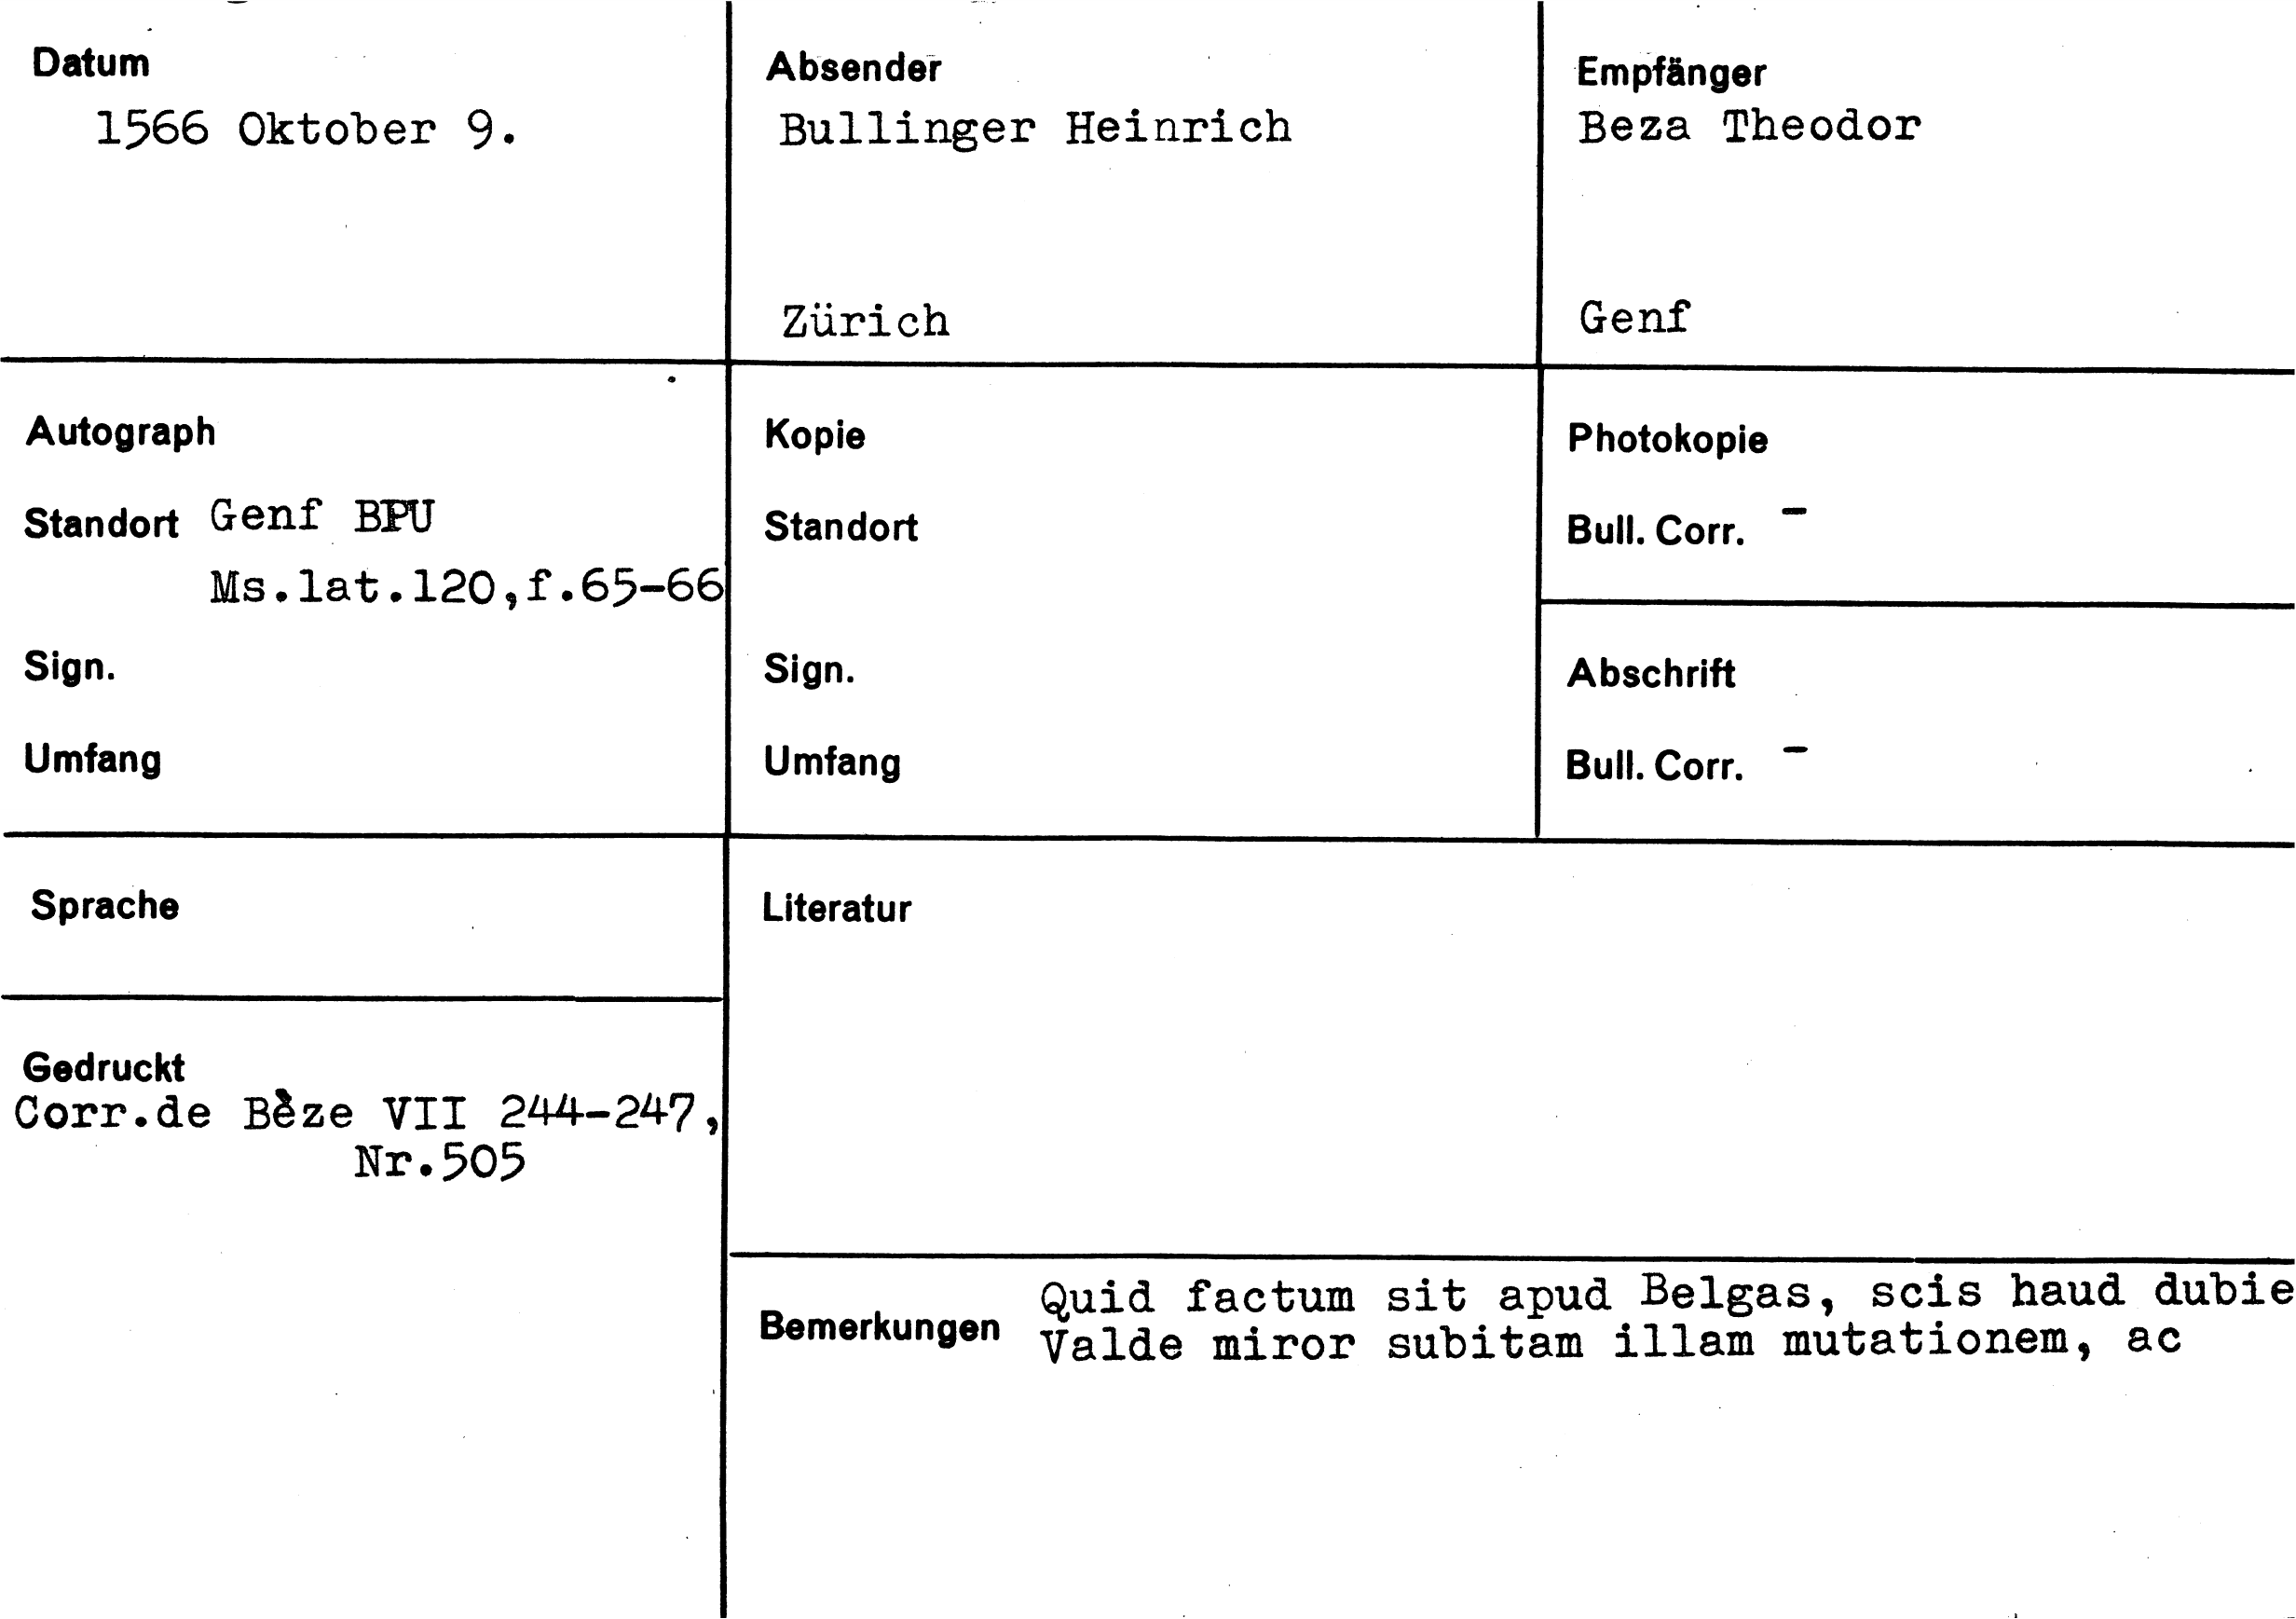 Datum
1566 Oktober 9.
Absender
Bullinger Heinrich
Zürich
Empfänger
Beza Theodor
Genf
Autograph
Standort Genf BPU
Ms.lat.120,f.65-66
Sign.
Umfang
Kopie
Standort
Sign.
Umfang
Photokopie
Bull. Corr. -
Abschrift
Bull. Corr. -
Sprache
Gedruckt
Corr.de Bèze VII 244-247,
Nr.505
Literatur
Bemerkungen
Quid factum sit apud Belgas, scis haud dubie
Valde miror subitam illam mutationem, ac